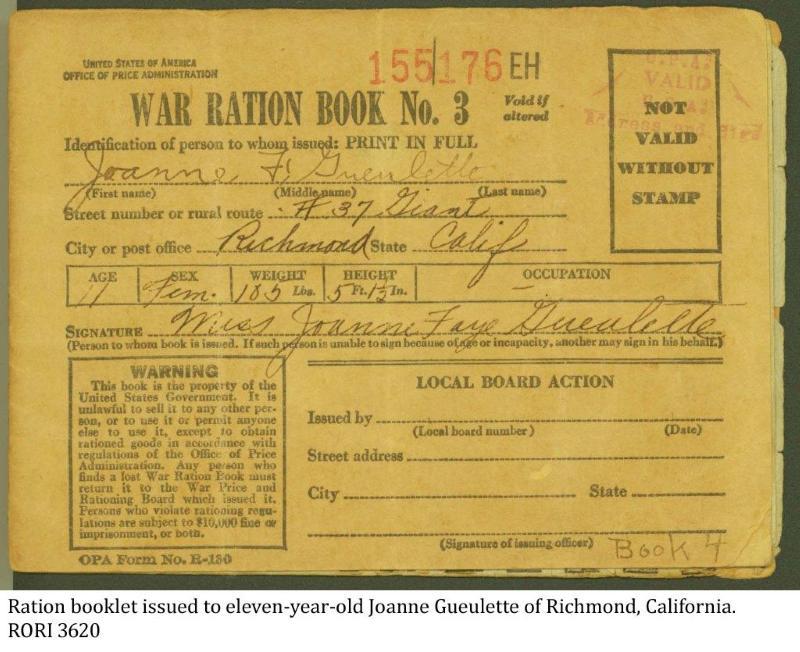 UNITED STATES OF AMERICA
OFFICE OF PRICE ADMINISTRATION
155176 EH
WAR RATION BOOK No. 3
Void if
altered
Identification of person to whom issued: PRINT IN FULL
Joanne F. Gueulette
(First name) (Middle name) (Last name)
Street number or rural route # 37 Giant
City or post office Richmond State Calif
AGE SEX WEIGHT HEIGHT OCCUPATION
11 Fem. 105 Lbs. 5 Ft. In.
SIGNATURE Miss Joanne Faye Gueulette
(Person to whom book is issued. If such person is unable to sign because of age or incapacity, another may sign in his behalf.)
VALID
NOT
VALID
WITHOUT
STAMP
WARNING
This book is the property of the
United States Government. It is
unlawful to sell it to any other per-
son, or to use it or permit anyone
else to use it, except to obtain
rationed goods in accordance with
regulations of the Office of Price
Administration. Any person who
finds a lost War Ration Book must
return it to the War Price and
Rationing Board which issued it.
Persons who violate rationing regu-
lations are subject to $10,000 fine or
imprisonment, or both.
OPA Form No. R-130
LOCAL BOARD ACTION
Issued by
(Local board number) (Date)
Street address
City State
(Signature of issuing officer)
Book 4
Ration booklet issued to eleven-year-old Joanne Gueulette of Richmond, California.
RORI 3620